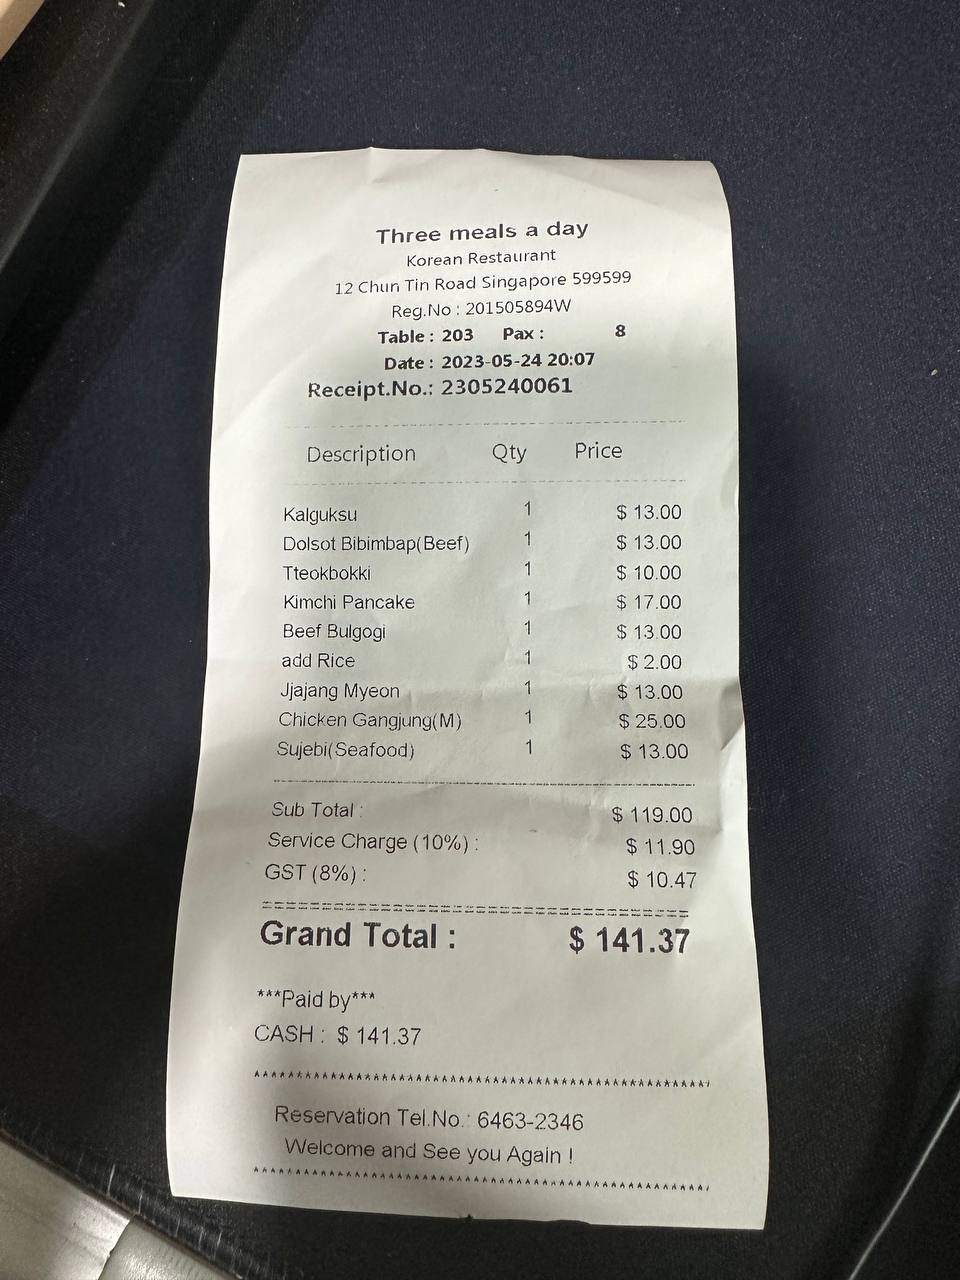 Three meals a day
Korean Restaurant
12 Chun Tin Road Singapore 599599
Reg.No : 201505894W
Table : 203 Pax : 8
Date : 2023-05-24 20:07
Receipt.No.: 2305240061
Description Qty Price
Kalguksu 1 $ 13.00
Dolsot Bibimbap(Beef) 1 $ 13.00
Tteokbokki 1 $ 10.00
Kimchi Pancake 1 $ 17.00
Beef Bulgogi 1 $ 13.00
add Rice 1 $ 2.00
Jjajang Myeon 1 $ 13.00
Chicken Gangjung(M) 1 $ 25.00
Sujebi(Seafood) 1 $ 13.00
Sub Total : $ 119.00
Service Charge (10%) : $ 11.90
GST (8%) : $ 10.47
Grand Total : $ 141.37
***Paid by***
CASH : $ 141.37
Reservation Tel.No.: 6463-2346
Welcome and See you Again !